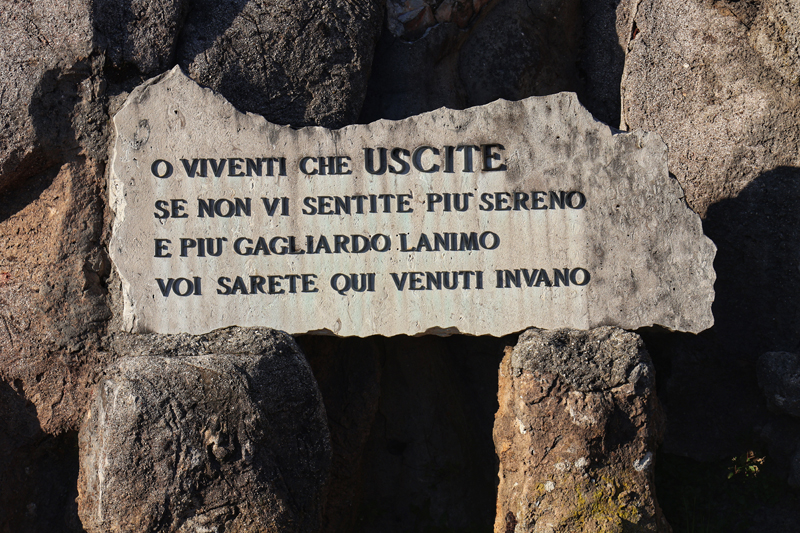 O VIVENTI CHE USCITE
SE NON VI SENTITE PIU' SERENO
E PIU' GAGLIARDO LANIMO
VOI SARETE QUI VENUTI INVANO